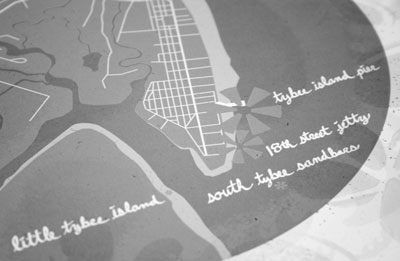 tybee island pier
18th street jetty
south tybee sandbars
little tybee island